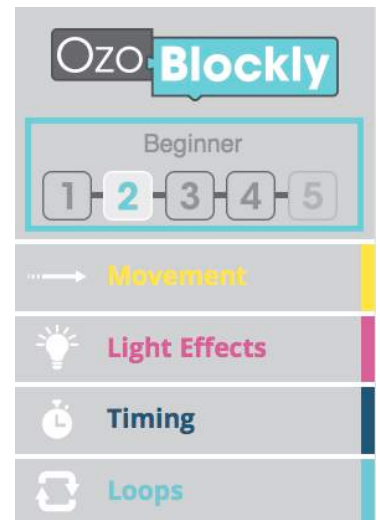 Ozo Blockly
Beginner
1 2 3 4 5
Movement
Light Effects
Timing
Loops